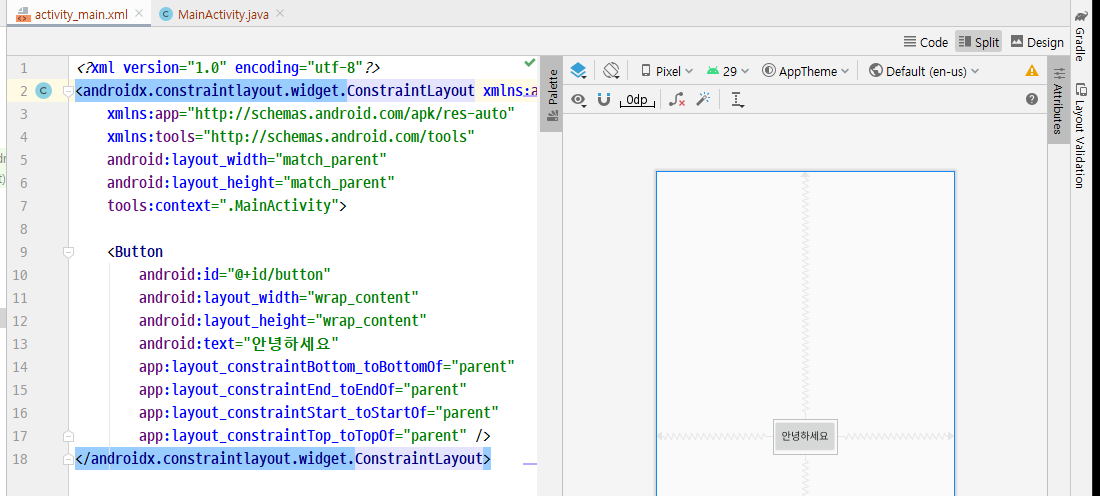 activity_main.xml
MainActivity.java
Code Split Design
1 <?xml version="1.0" encoding="utf-8"?>
2 <androidx.constraintlayout.widget.ConstraintLayout xmlns:a
3 xmlns:app="http://schemas.android.com/apk/res-auto"
4 xmlns:tools="http://schemas.android.com/tools"
5 android:layout_width="match_parent"
6 android:layout_height="match_parent"
7 tools:context=".MainActivity">
8
9 <Button
10 android:id="@+id/button"
11 android:layout_width="wrap_content"
12 android:layout_height="wrap_content"
13 android:text="안녕하세요"
14 app:layout_constraintBottom_toBottomOf="parent"
15 app:layout_constraintEnd_toEndOf="parent"
16 app:layout_constraintStart_toStartOf="parent"
17 app:layout_constraintTop_toTopOf="parent" />
18 </androidx.constraintlayout.widget.ConstraintLayout>
Palette
Pixel 29 AppTheme Default (en-us)
0dp
안녕하세요
Attributes
Gradle
Layout Validation